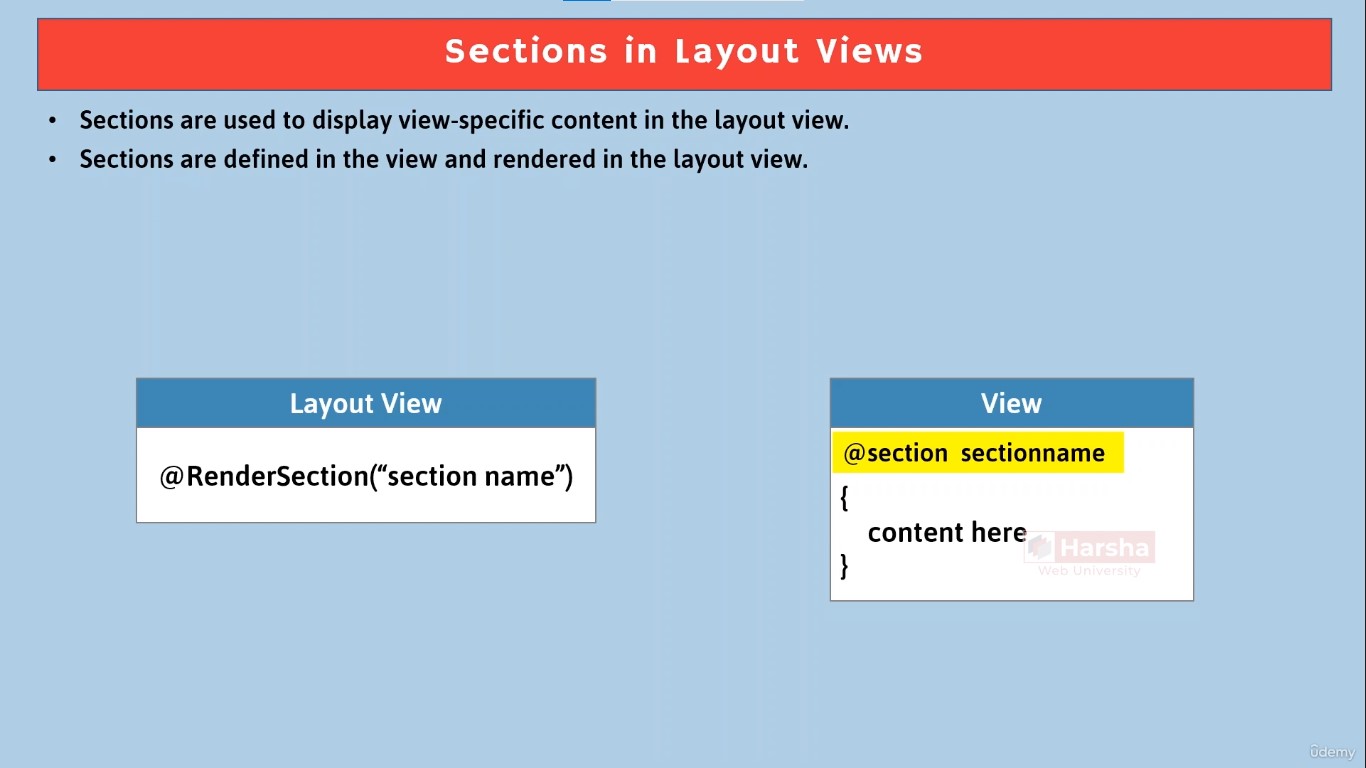 Sections in Layout Views
• Sections are used to display view-specific content in the layout view.
• Sections are defined in the view and rendered in the layout view.
Layout View
@RenderSection(“section name”)
View
@section sectionname
{
content here
}
Harsha
Web University
ûdemy